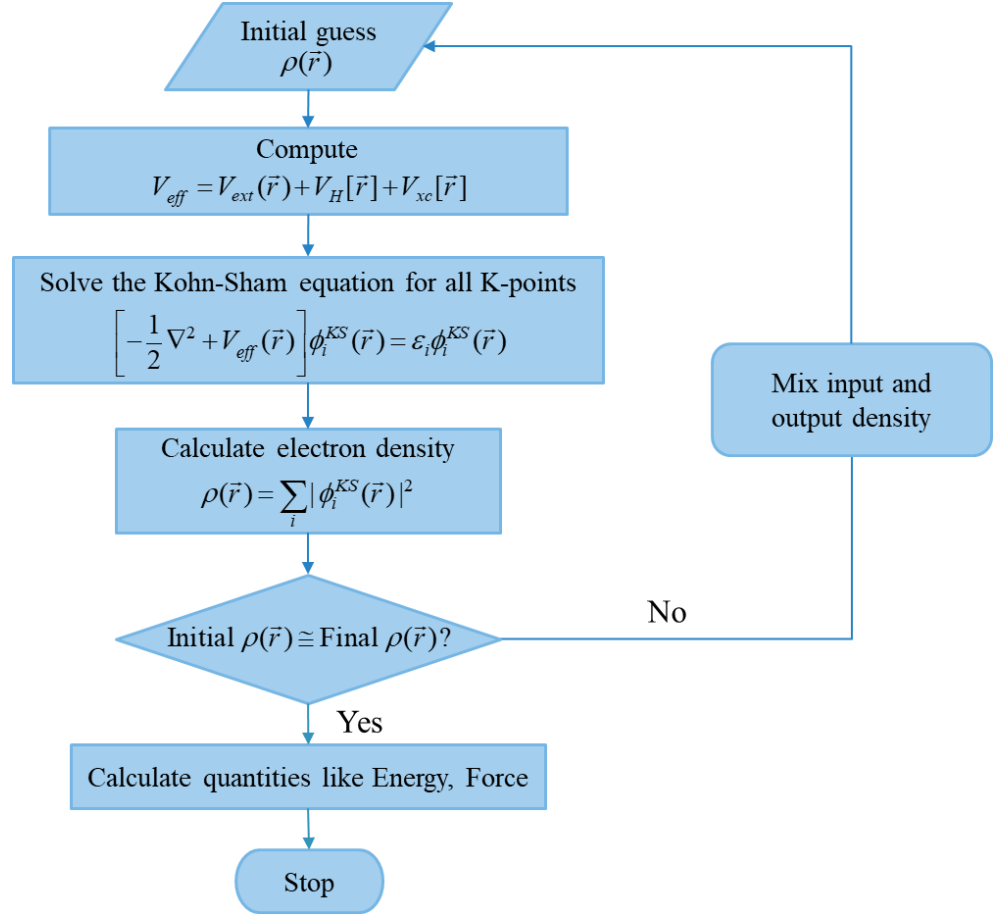 Initial guess
ρ(r⃗)
Compute
V_eff = V_ext(r⃗) + V_H[r⃗] + V_xc[r⃗]
Solve the Kohn-Sham equation for all K-points
[-1/2 ∇² + V_eff(r⃗)] ϕ_i^KS(r⃗) = ε_i ϕ_i^KS(r⃗)
Mix input and
output density
Calculate electron density
ρ(r⃗) = ∑_i |ϕ_i^KS(r⃗)|²
No
Initial ρ(r⃗) ≅ Final ρ(r⃗)?
Yes
Calculate quantities like Energy, Force
Stop